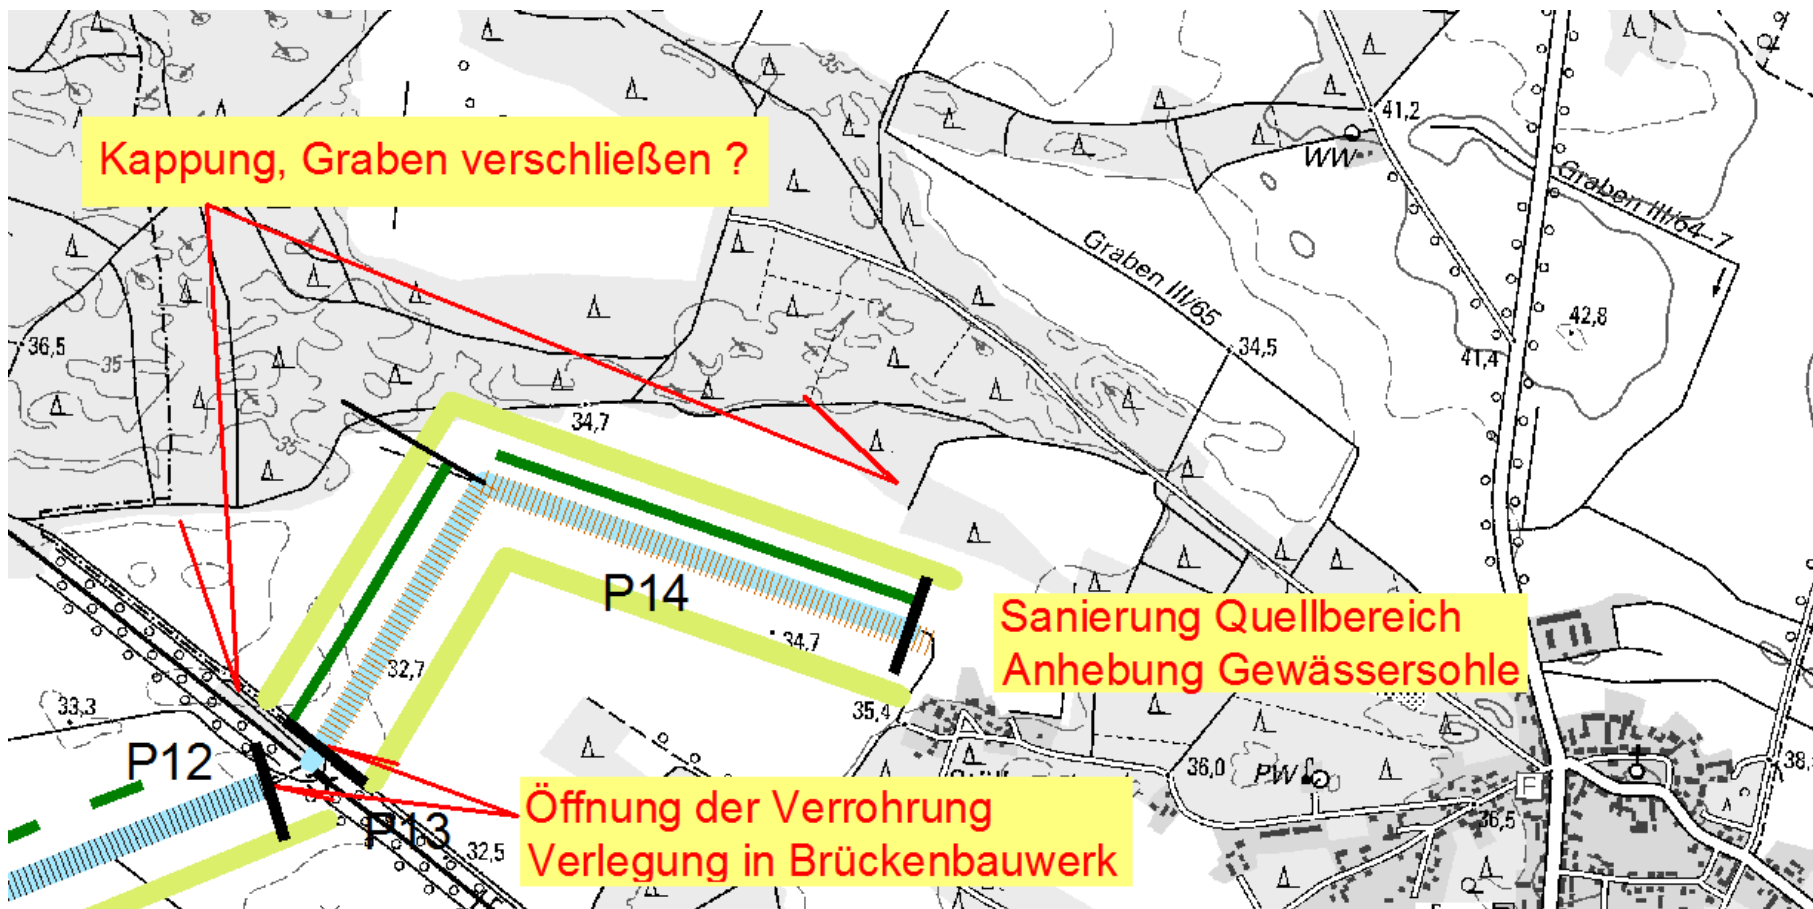 35
41,2
WW
Kappung, Graben verschließen ?
Graben III/64-7
Graben III/65
42,8
36,5
35
34,5
41,4
34,7
35
P14
Sanierung Quellbereich
Anhebung Gewässersohle
34,7
32,7
33,3
35,4
P12
36,0
PW
38,
F
Öffnung der Verrohrung
Verlegung in Brückenbauwerk
P13
36,5
32,5